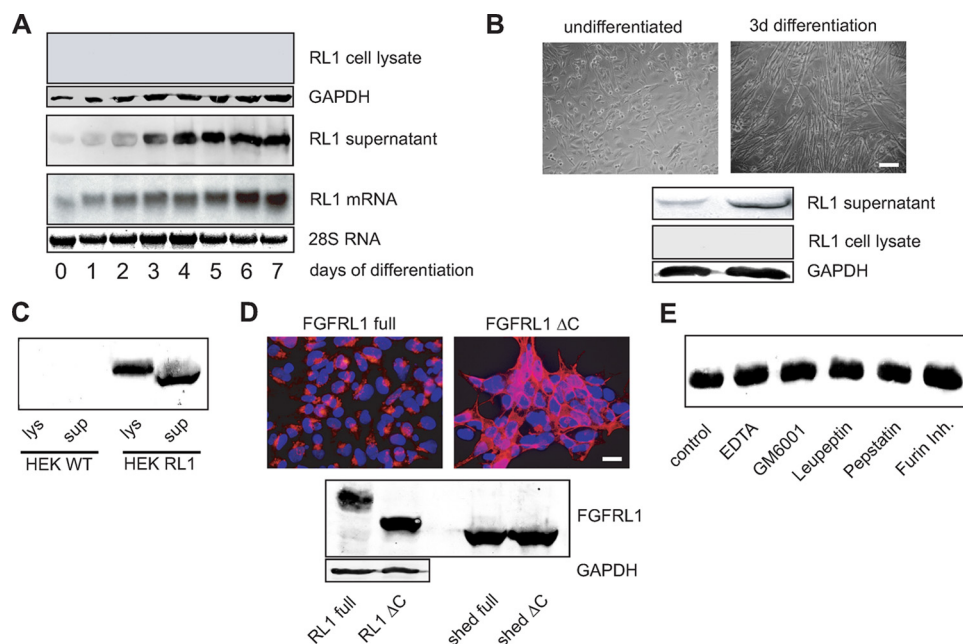 A
RL1 cell lysate
GAPDH
RL1 supernatant
RL1 mRNA
28S RNA
0 1 2 3 4 5 6 7 days of differentiation
B
undifferentiated 3d differentiation
RL1 supernatant
RL1 cell lysate
GAPDH
C
lys sup lys sup
HEK WT HEK RL1
D
FGFRL1 full FGFRL1 ΔC
FGFRL1
GAPDH
RL1 full RL1 ΔC shed full shed ΔC
E
control EDTA GM6001 Leupeptin Pepstatin Furin Inh.